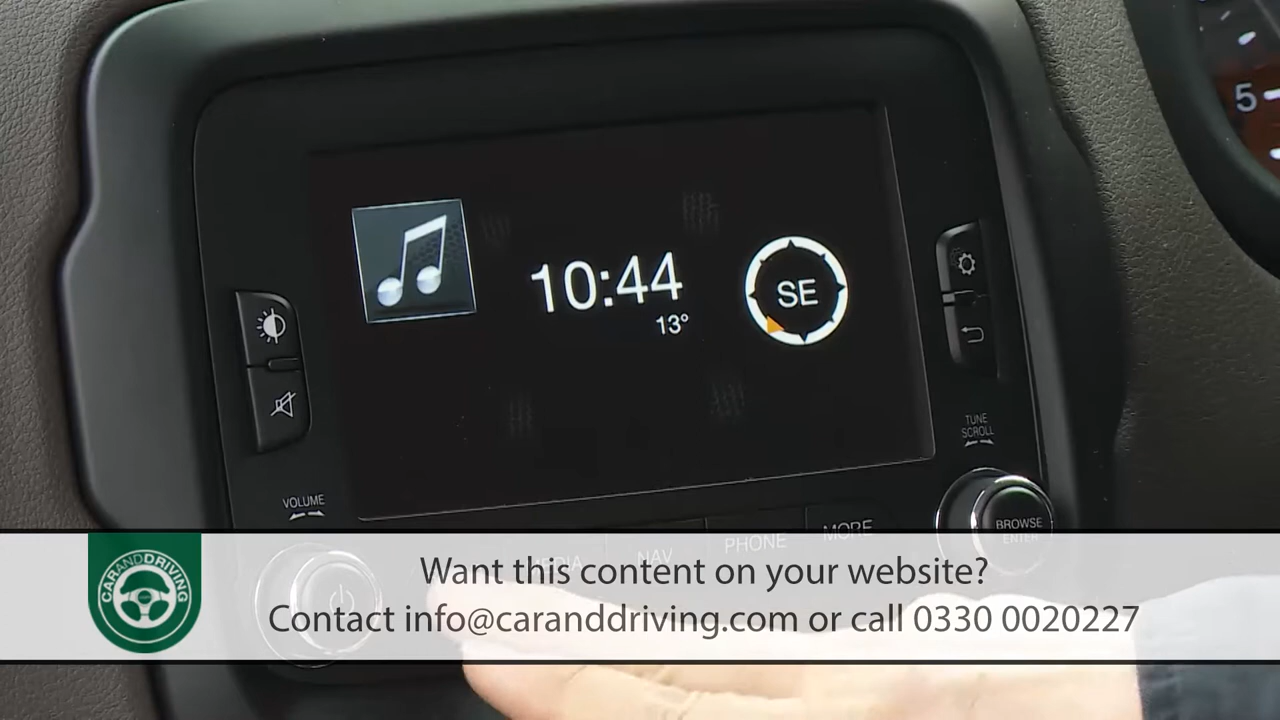 5
10:44
13°
SE
TUNE
SCROLL
VOLUME
BROWSE
ENTER
MEDIA
NAV
PHONE
MORE
CARANDDRIVING
Want this content on your website?
Contact info@caranddriving.com or call 0330 0020227